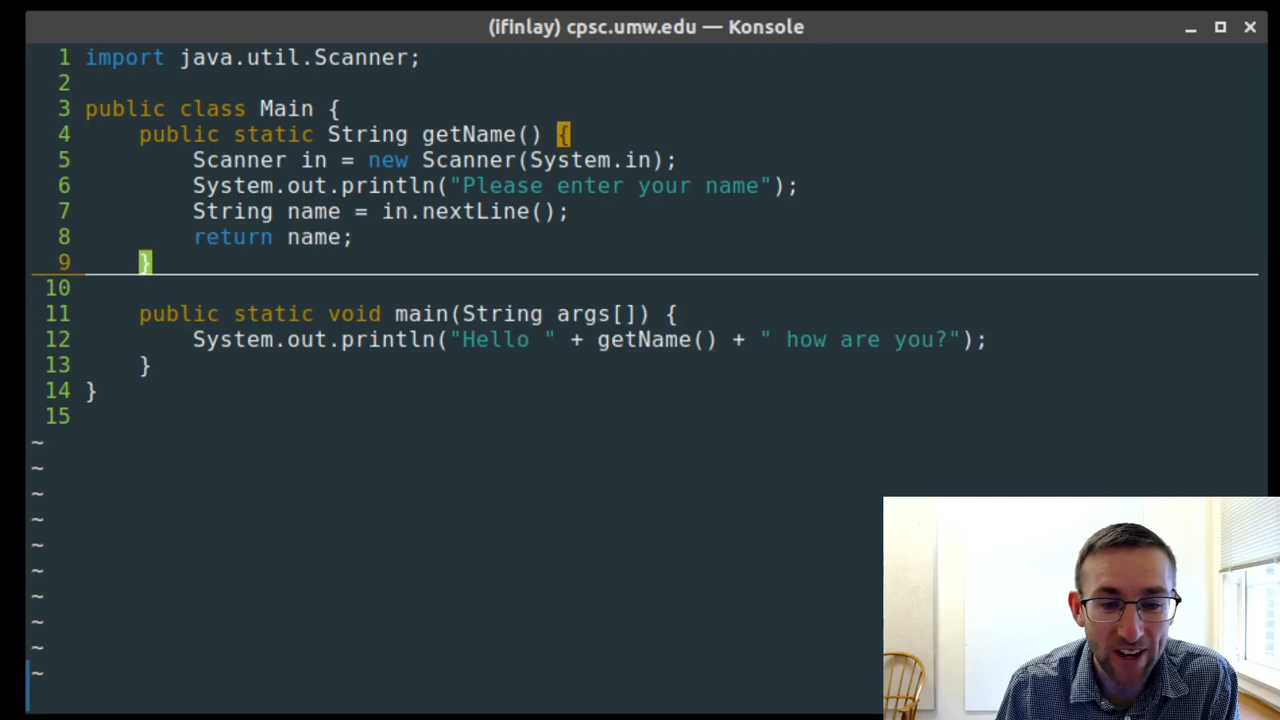 (ifinlay) cpsc.umw.edu — Konsole
1 import java.util.Scanner;
2
3 public class Main {
4     public static String getName() {
5         Scanner in = new Scanner(System.in);
6         System.out.println("Please enter your name");
7         String name = in.nextLine();
8         return name;
9     }
10
11     public static void main(String args[]) {
12         System.out.println("Hello " + getName() + " how are you?");
13     }
14 }
15
~
~
~
~
~
~
~
~
~
~